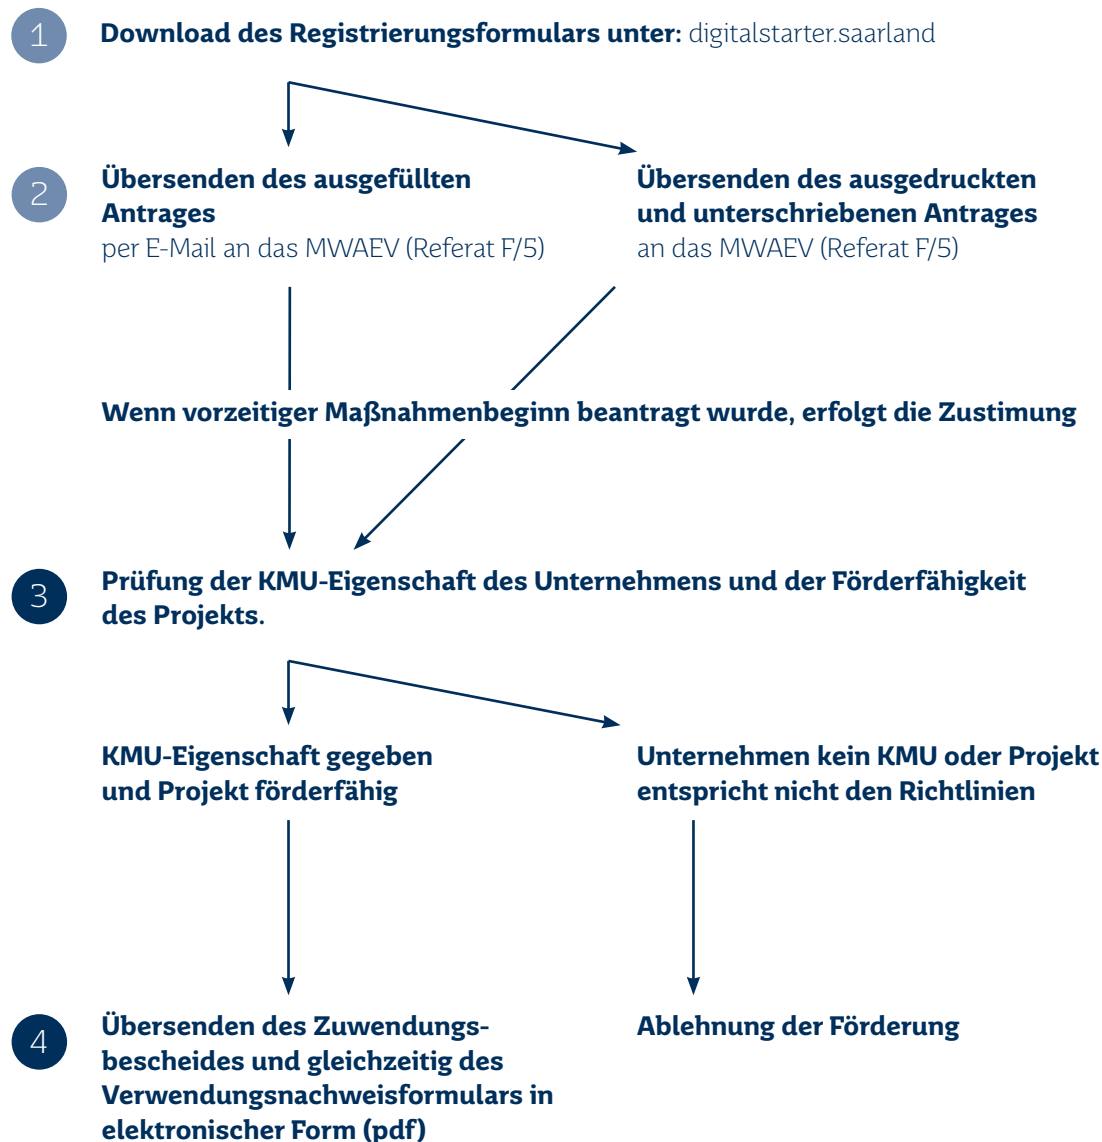 1
Download des Registrierungsformulars unter: digitalstarter.saarland
2
Übersenden des ausgefüllten
Antrages
per E-Mail an das MWAEV (Referat F/5)
Übersenden des ausgedruckten
und unterschriebenen Antrages
an das MWAEV (Referat F/5)
Wenn vorzeitiger Maßnahmenbeginn beantragt wurde, erfolgt die Zustimung
3
Prüfung der KMU-Eigenschaft des Unternehmens und der Förderfähigkeit
des Projekts.
KMU-Eigenschaft gegeben
und Projekt förderfähig
Unternehmen kein KMU oder Projekt
entspricht nicht den Richtlinien
4
Übersenden des Zuwendungs-
bescheides und gleichzeitig des
Verwendungsnachweisformulars in
elektronischer Form (pdf)
Ablehnung der Förderung